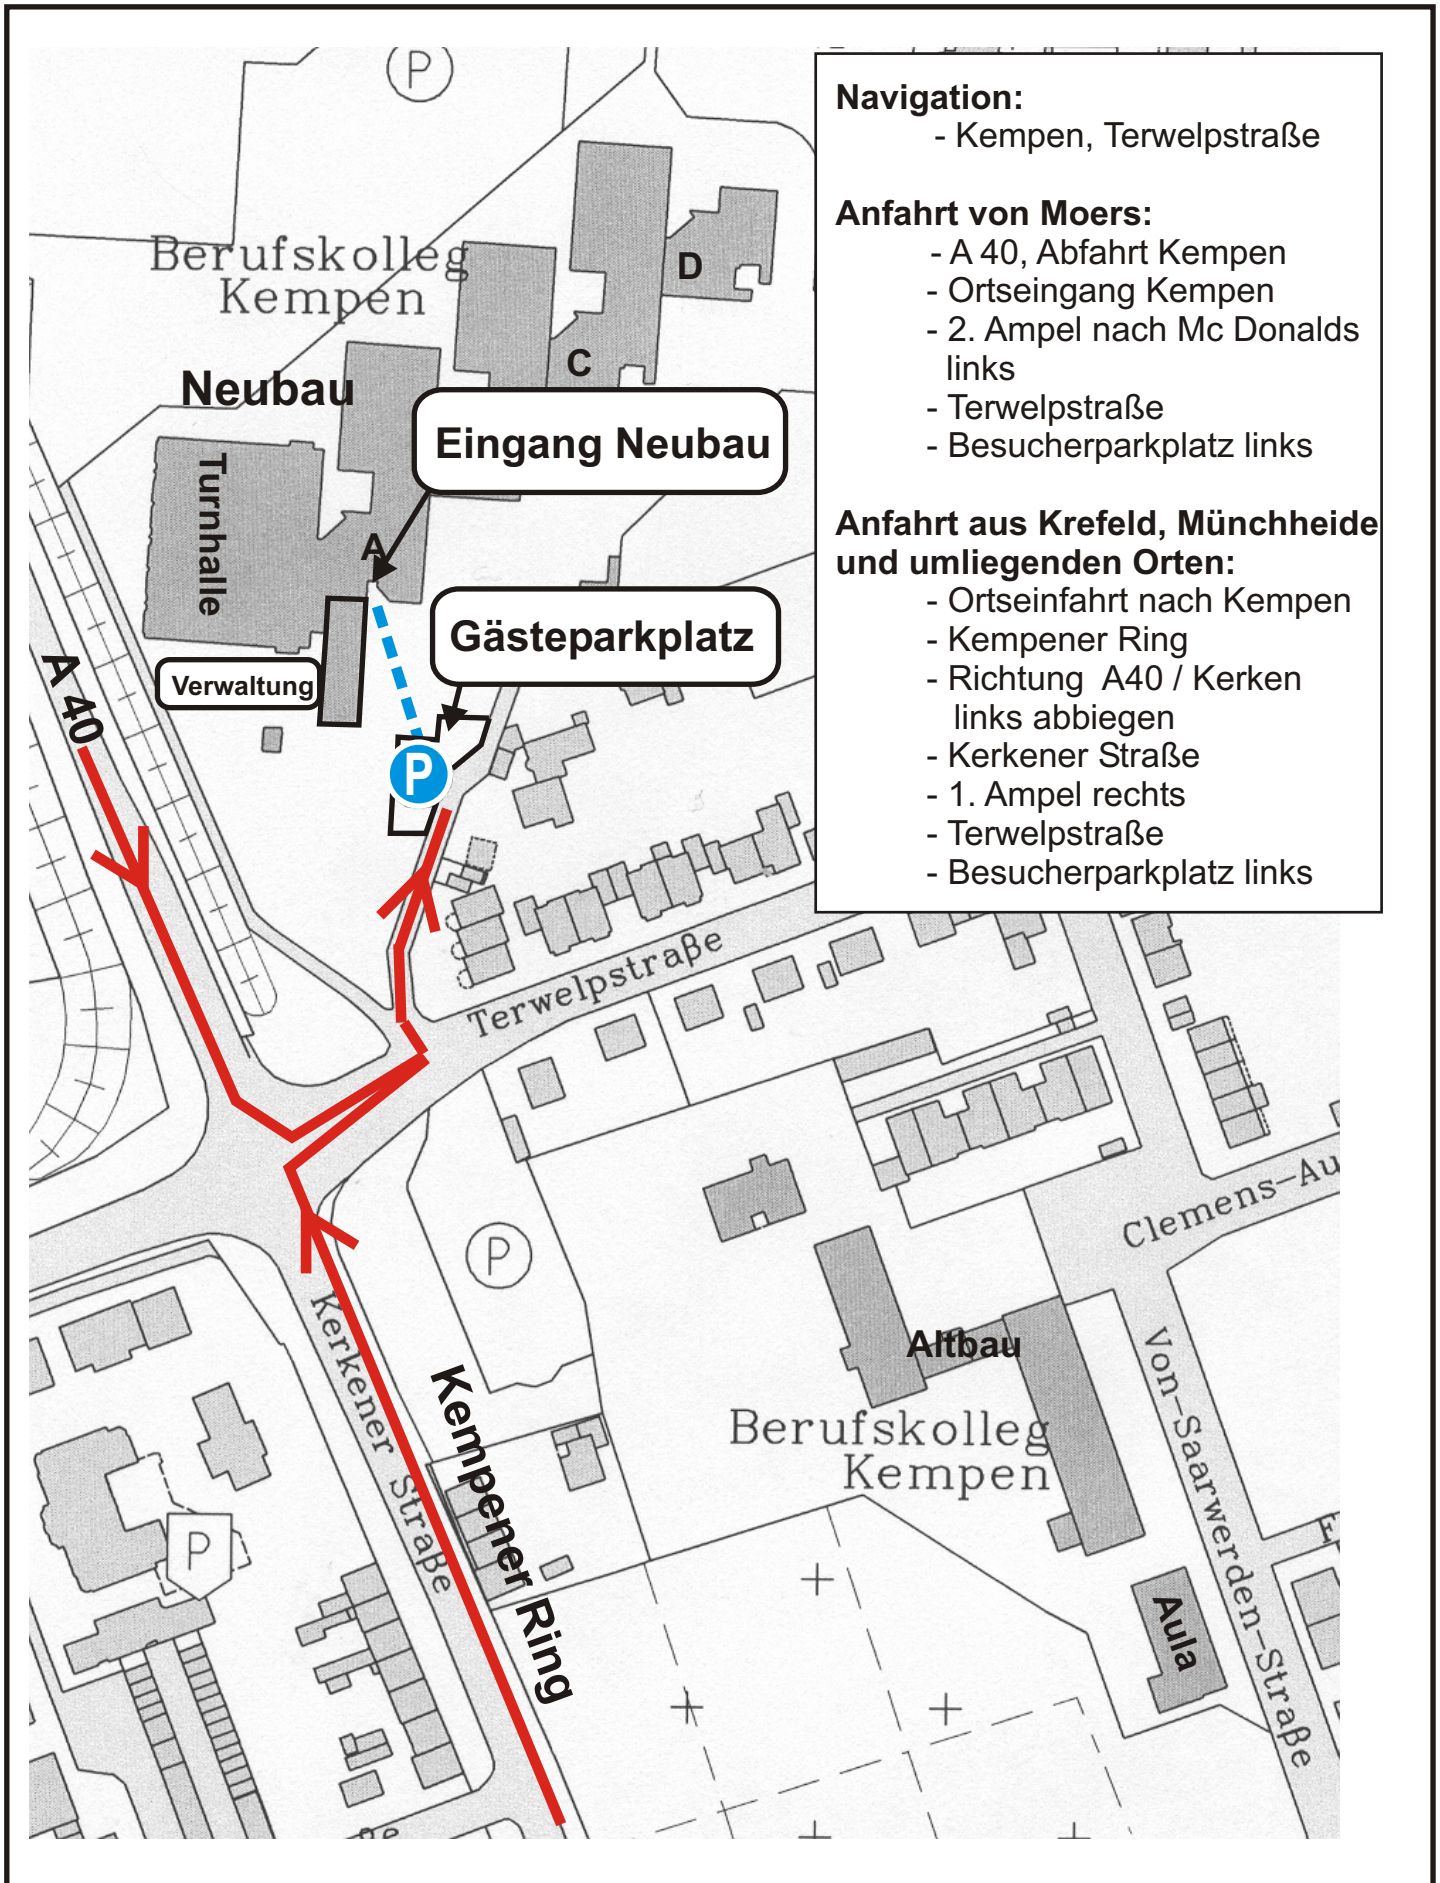 P
Navigation:
- Kempen, Terwelpstraße
Anfahrt von Moers:
- A 40, Abfahrt Kempen
- Ortseingang Kempen
- 2. Ampel nach Mc Donalds
links
- Terwelpstraße
- Besucherparkplatz links
Anfahrt aus Krefeld, Münchheide
und umliegenden Orten:
- Ortseinfahrt nach Kempen
- Kempener Ring
- Richtung A40 / Kerken
links abbiegen
- Kerkener Straße
- 1. Ampel rechts
- Terwelpstraße
- Besucherparkplatz links
Berufskolleg
Kempen
D
C
Neubau
Eingang Neubau
Turnhalle
A
Gästeparkplatz
Verwaltung
A 40
P
Terwelpstraße
Clemens-Au
P
Kerkener Straße
Kempener Ring
Altbau
Berufskolleg
Kempen
Von-Saarwerden-Straße
P
Aula